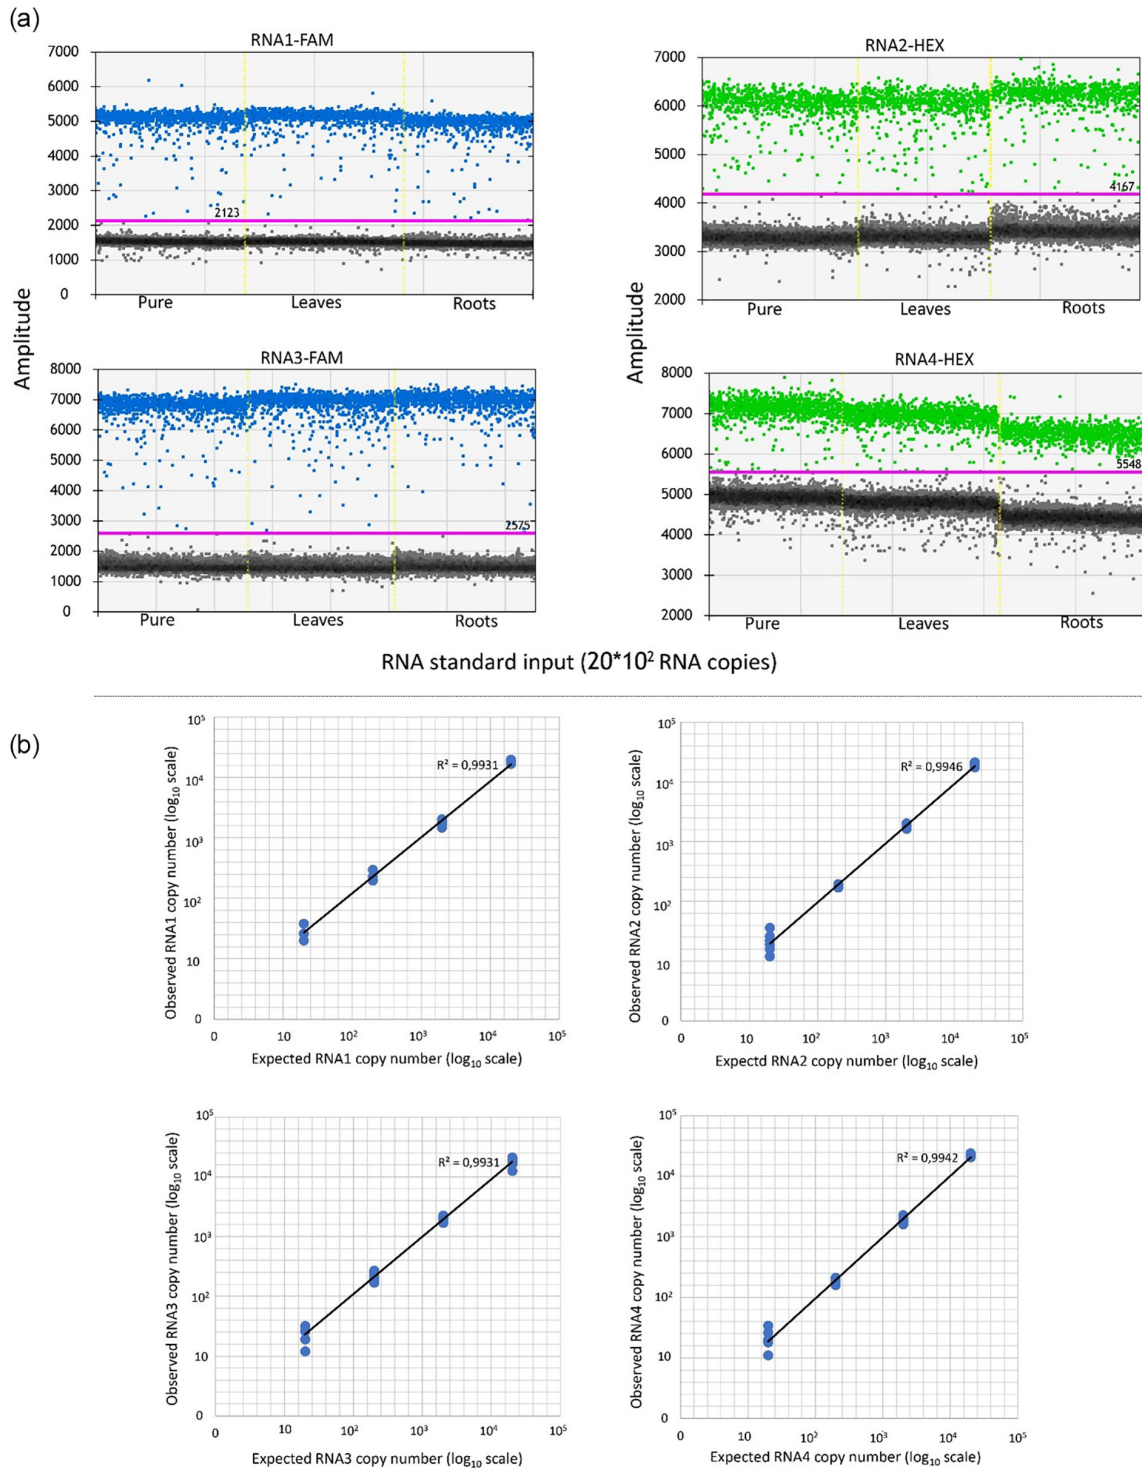 (a)
RNA1-FAM
7000
6000
5000
4000
3000
2000
1000
0
2123
Pure Leaves Roots
RNA2-HEX
7000
6000
5000
4000
3000
2000
4167
Pure Leaves Roots
Amplitude
Amplitude
RNA3-FAM
8000
7000
6000
5000
4000
3000
2000
1000
0
2575
Pure Leaves Roots
RNA4-HEX
8000
7000
6000
5000
4000
3000
2000
5548
Pure Leaves Roots
RNA standard input (20*10² RNA copies)
(b)
Observed RNA1 copy number (log₁₀ scale)
10⁵
10⁴
10³
10²
10
0
R² = 0,9931
0 10 10² 10³ 10⁴ 10⁵
Expected RNA1 copy number (log₁₀ scale)
Observed RNA2 copy number (log₁₀ scale)
10⁵
10⁴
10³
10²
10
0
R² = 0,9946
0 10 10² 10³ 10⁴ 10⁵
Expectd RNA2 copy number (log₁₀ scale)
Observed RNA3 copy number (log₁₀ scale)
10⁵
10⁴
10³
10²
10
0
R² = 0,9931
0 10 10² 10³ 10⁴ 10⁵
Expected RNA3 copy number (log₁₀ scale)
Observed RNA4 copy number (log₁₀ scale)
10⁵
10⁴
10³
10²
10
0
R² = 0,9942
0 10 10² 10³ 10⁴ 10⁵
Expected RNA4 copy number (log₁₀ scale)